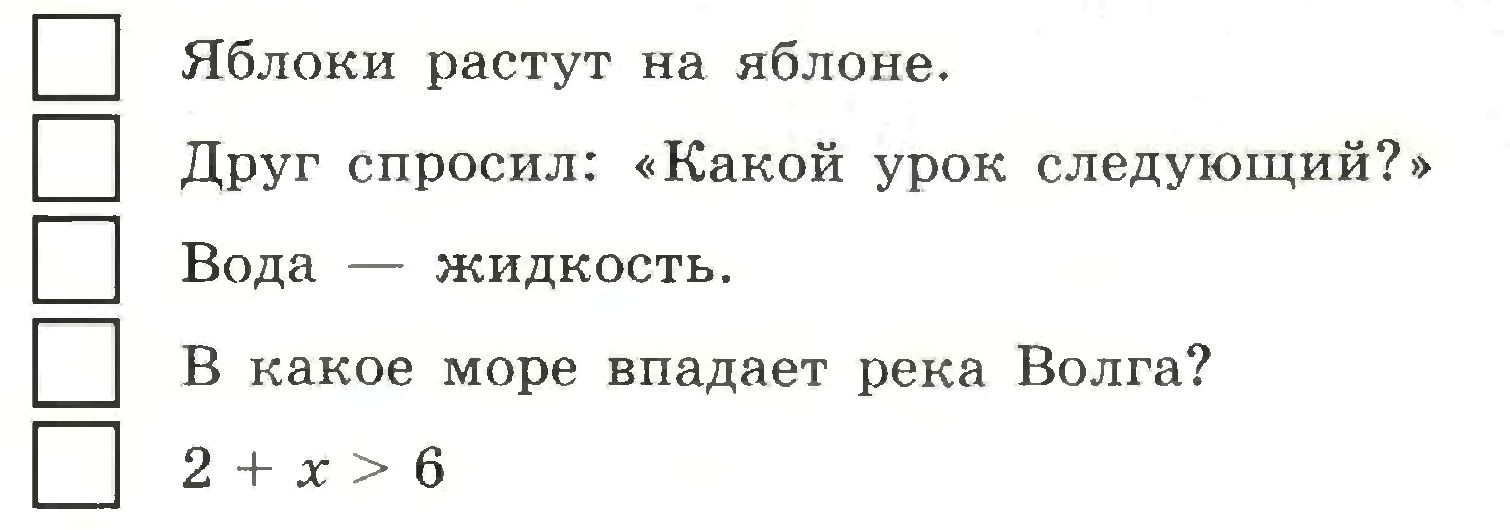 Яблоки растут на яблоне.
Друг спросил: «Какой урок следующий?»
Вода — жидкость.
В какое море впадает река Волга?
2 + x > 6